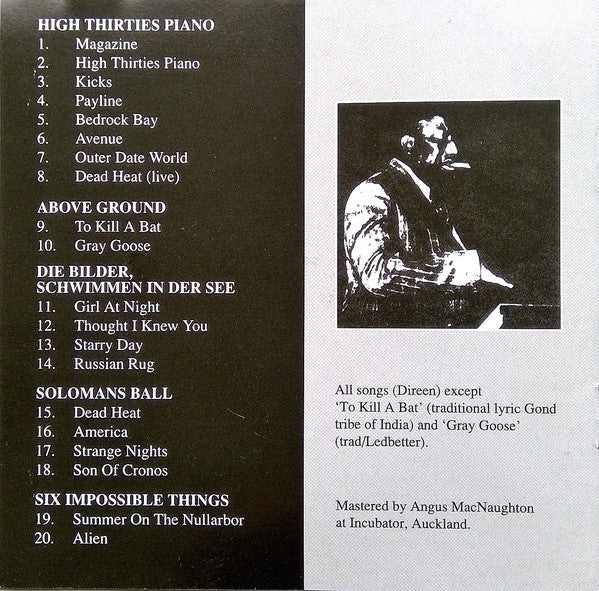 HIGH THIRTIES PIANO
1. Magazine
2. High Thirties Piano
3. Kicks
4. Payline
5. Bedrock Bay
6. Avenue
7. Outer Date World
8. Dead Heat (live)
ABOVE GROUND
9. To Kill A Bat
10. Gray Goose
DIE BILDER,
SCHWIMMEN IN DER SEE
11. Girl At Night
12. Thought I Knew You
13. Starry Day
14. Russian Rug
SOLOMANS BALL
15. Dead Heat
16. America
17. Strange Nights
18. Son Of Cronos
SIX IMPOSSIBLE THINGS
19. Summer On The Nullarbor
20. Alien
All songs (Direen) except
‘To Kill A Bat’ (traditional lyric Gond
tribe of India) and ‘Gray Goose’
(trad/Ledbetter).
Mastered by Angus MacNaughton
at Incubator, Auckland.